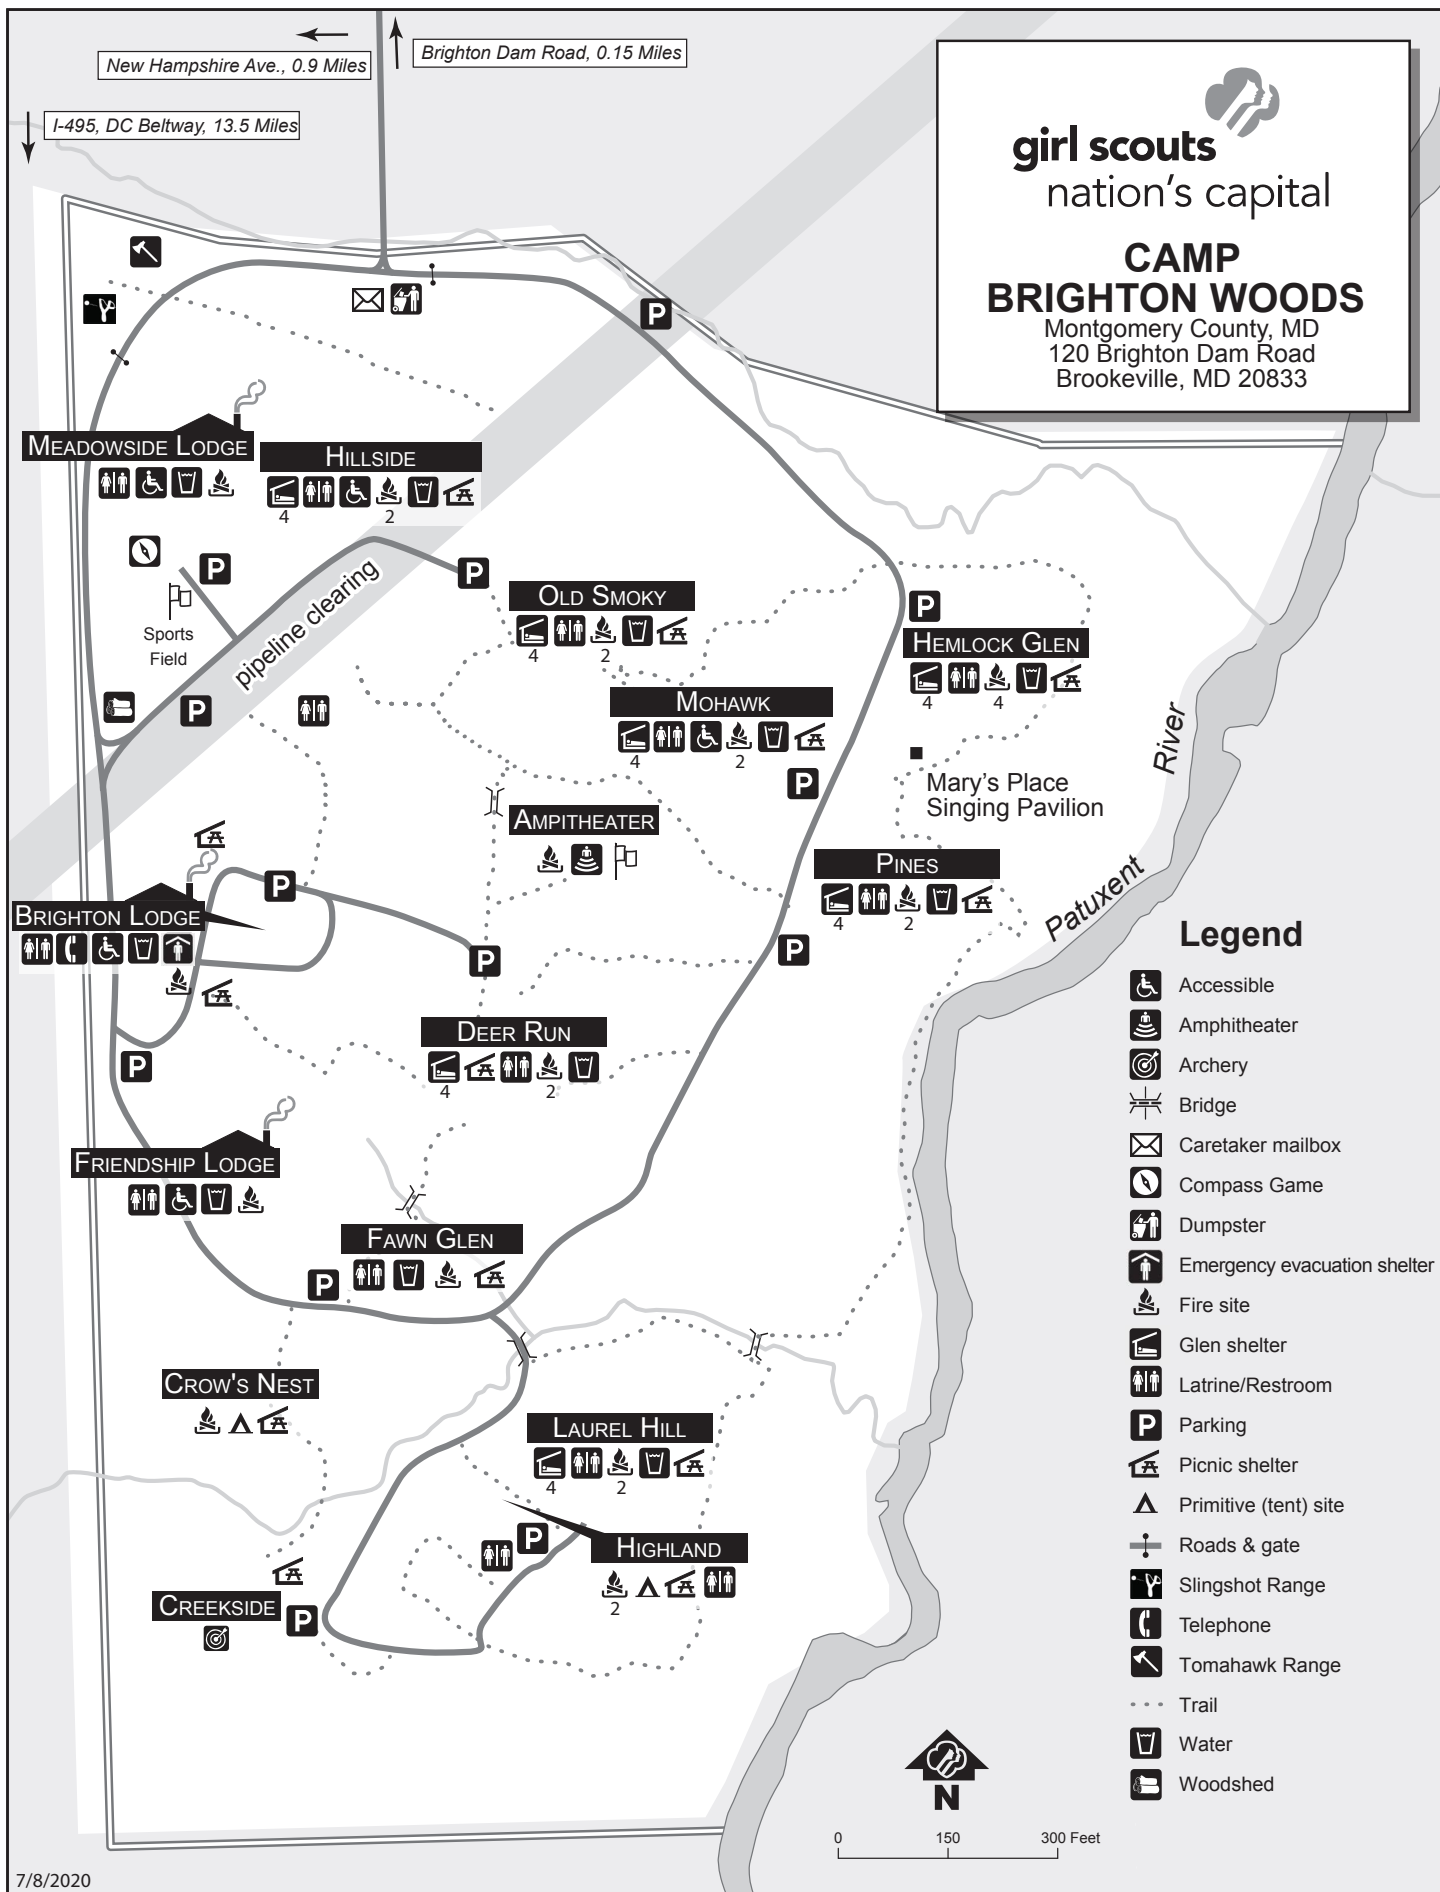 New Hampshire Ave., 0.9 Miles
Brighton Dam Road, 0.15 Miles
I-495, DC Beltway, 13.5 Miles
girl scouts
nation's capital
CAMP
BRIGHTON WOODS
Montgomery County, MD
120 Brighton Dam Road
Brookeville, MD 20833
P
MEADOWSIDE LODGE
HILLSIDE
4
2
P
P
Sports
Field
pipeline clearing
P
OLD SMOKY
4
2
P
HEMLOCK GLEN
4
4
MOHAWK
4
2
P
Mary's Place
Singing Pavilion
River
Patuxent
AMPITHEATER
PINES
4
2
P
BRIGHTON LODGE
P
P
P
DEER RUN
4
2
FRIENDSHIP LODGE
FAWN GLEN
P
CROW'S NEST
LAUREL HILL
4
2
P
HIGHLAND
2
CREEKSIDE
P
Legend
Accessible
Amphitheater
Archery
Bridge
Caretaker mailbox
Compass Game
Dumpster
Emergency evacuation shelter
Fire site
Glen shelter
Latrine/Restroom
P Parking
Picnic shelter
Primitive (tent) site
Roads & gate
Slingshot Range
Telephone
Tomahawk Range
Trail
Water
Woodshed
N
0 150 300 Feet
7/8/2020